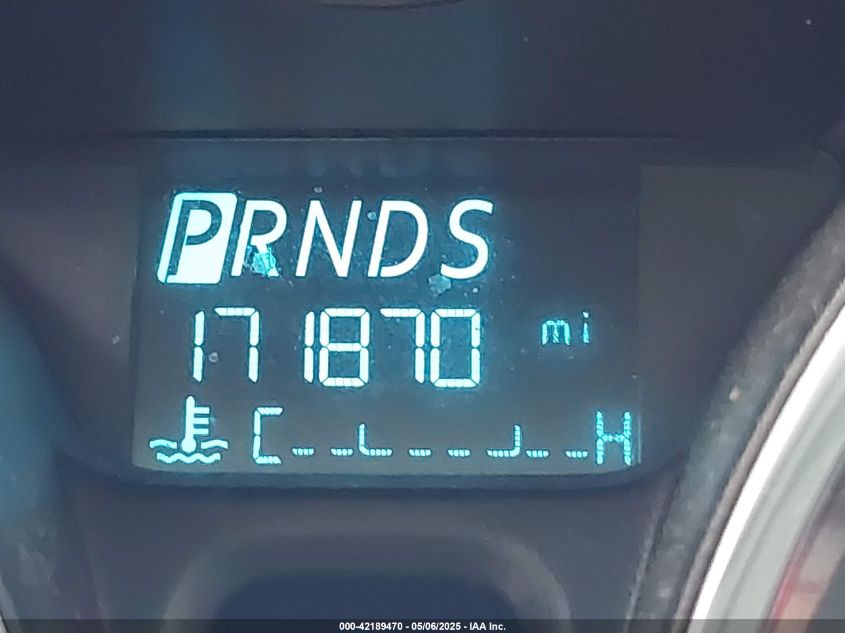 PRNDS
171870 mi
C H
000-42189470 - 05/06/2025 - IAA Inc.